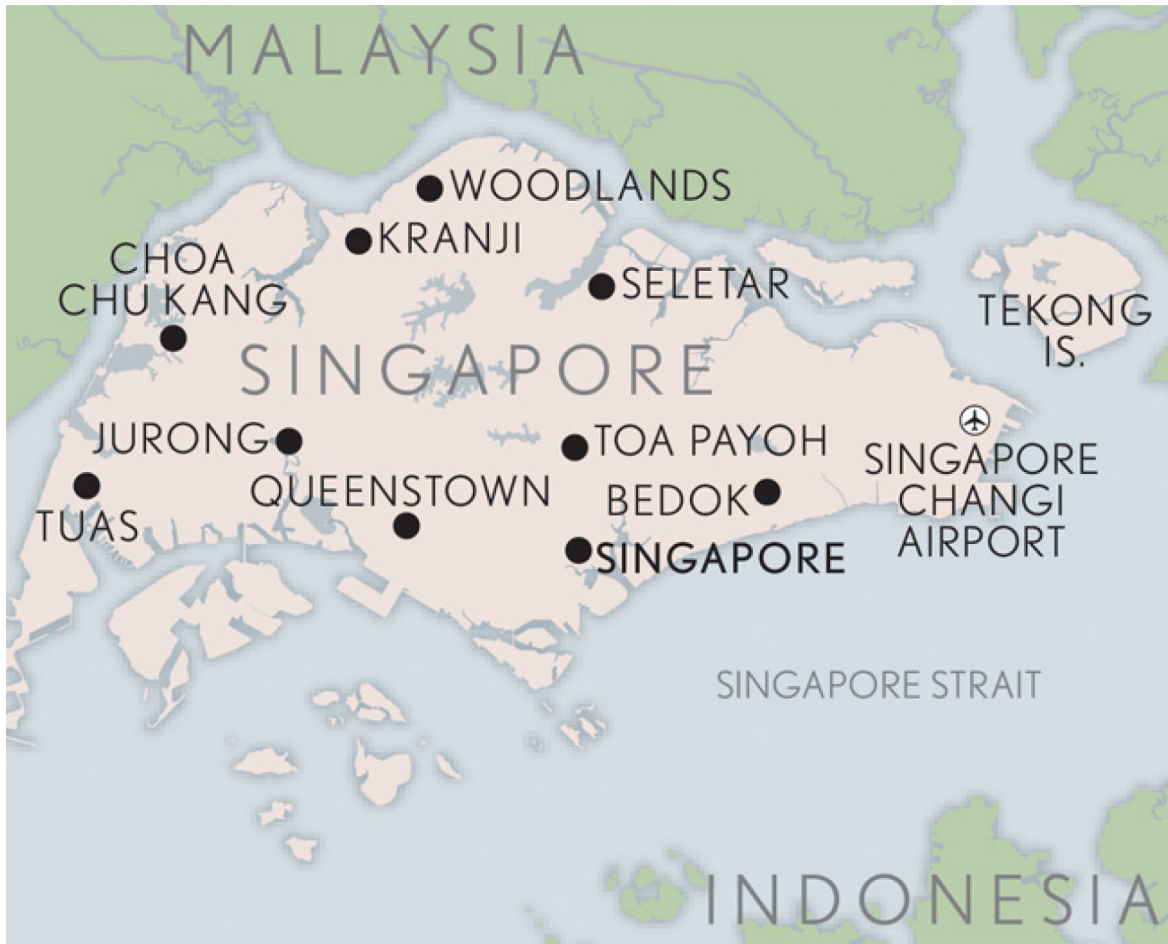 MALAYSIA
WOODLANDS
KRANJI
CHOA
CHU KANG
SELETAR
TEKONG
IS.
SINGAPORE
JURONG
TOA PAYOH
SINGAPORE
CHANGI
AIRPORT
QUEENSTOWN
BEDOK
TUAS
SINGAPORE
SINGAPORE STRAIT
INDONESIA